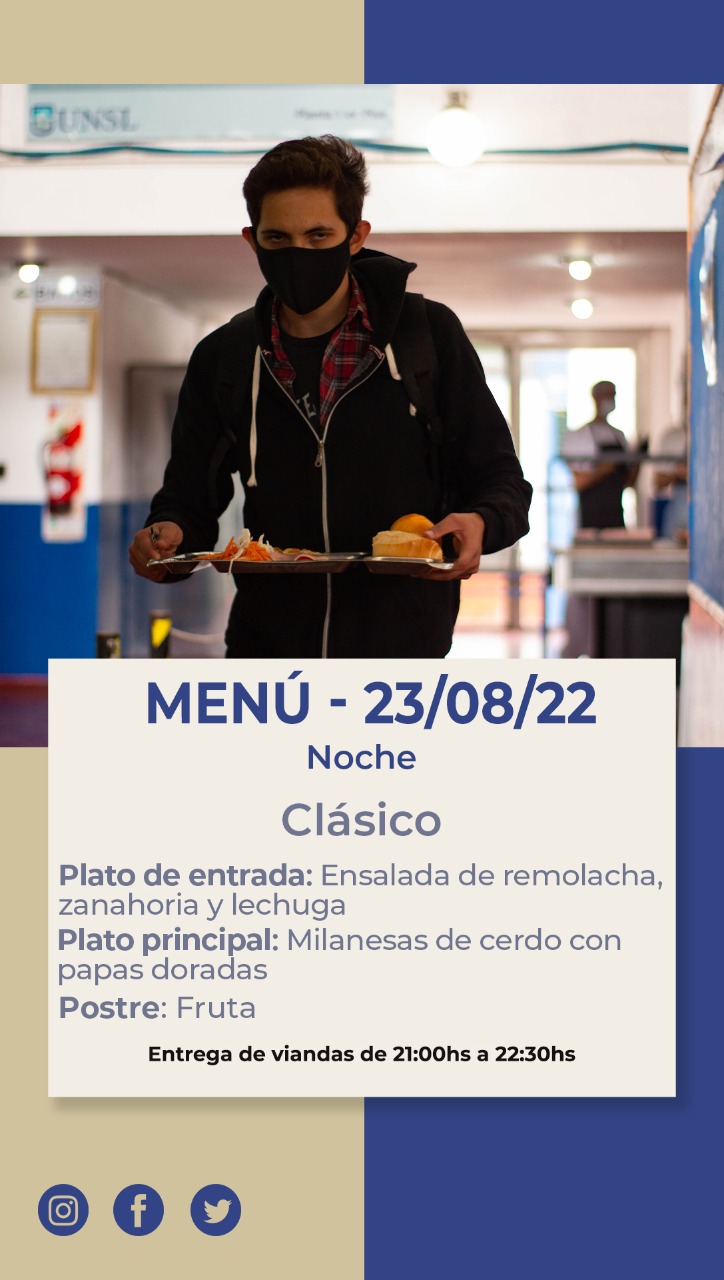 UNSL
MENÚ - 23/08/22
Noche
Clásico
Plato de entrada: Ensalada de remolacha,
zanahoria y lechuga
Plato principal: Milanesas de cerdo con
papas doradas
Postre: Fruta
Entrega de viandas de 21:00hs a 22:30hs